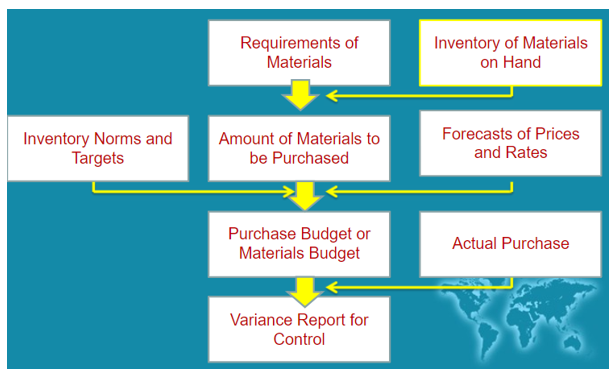 Requirements of
Materials
Inventory of Materials
on Hand
Inventory Norms and
Targets
Amount of Materials to
be Purchased
Forecasts of Prices
and Rates
Purchase Budget or
Materials Budget
Actual Purchase
Variance Report for
Control